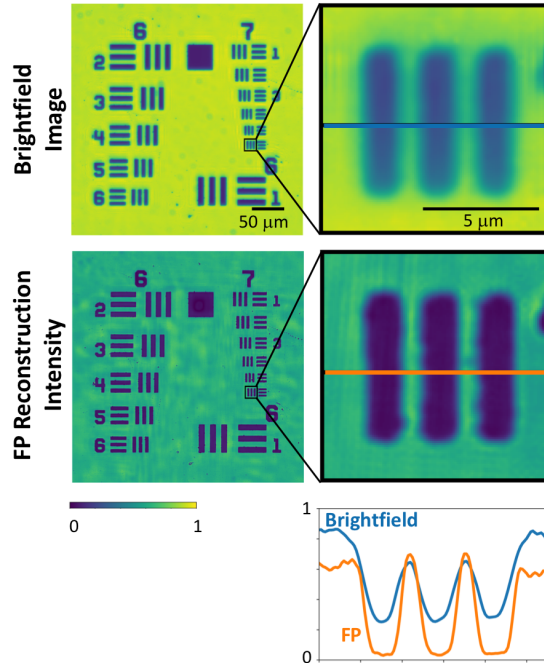 Brightfield
Image
6 7
2 1
3 3
4
5
6 6
1
50 µm
5 µm
FP Reconstruction
Intensity
6 7
2 1
3 3
4
5 6
6 1
0 1
1
Brightfield
FP
0